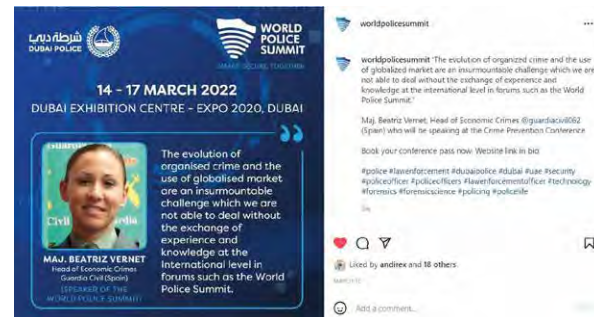 شرطة دبي
DUBAI POLICE
WORLD
POLICE
SUMMIT
14 - 17 MARCH 2022
DUBAI EXHIBITION CENTRE - EXPO 2020, DUBAI
The evolution of
organised crime and the
use of globalised market
are an insurmountable
challenge which we are
not able to deal without
the exchange of
experience and
knowledge at the
International level in
forums such as the World
Police Summit.
Civil
MAJ. BEATRIZ VERNET
Head of Economic Crimes
Guardia Civil (Spain)
(SPEAKER OF THE
WORLD POLICE SUMMIT)
worldpolicesummit
worldpolicesummit "The evolution of organized crime and the use
of globalized market are an insurmountable challenge which we are
not able to deal without the exchange of experience and
knowledge at the international level in forums such as the World
Police Summit."
Maj. Beatriz Vernet, Head of Economic Crimes @guardiacivil062
(Spain) who will be speaking at the Crime Prevention Conference
Book your conference pass now. Website link in bio
#police #lawenforcement #dubaipolice #dubai #uae #security
#policeofficer #policeofficers #lawenforcementofficer #technology
#forensics #forensicscience #policing #policelife
Liked by andirex and 18 others
Add a comment...